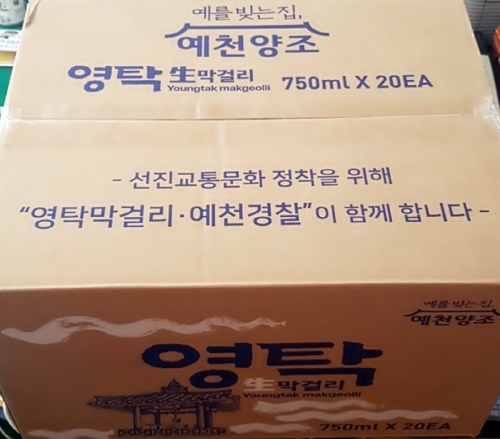 예를 빚는 집,
예천양조
영탁 生막걸리 750ml X 20EA
Youngtak makgeolli
- 선진교통문화 정착을 위해
“영탁막걸리·예천경찰”이 함께 합니다 -
예를 빚는 집,
예천양조
영탁
生막걸리
Youngtak makgeolli
750ml X 20EA